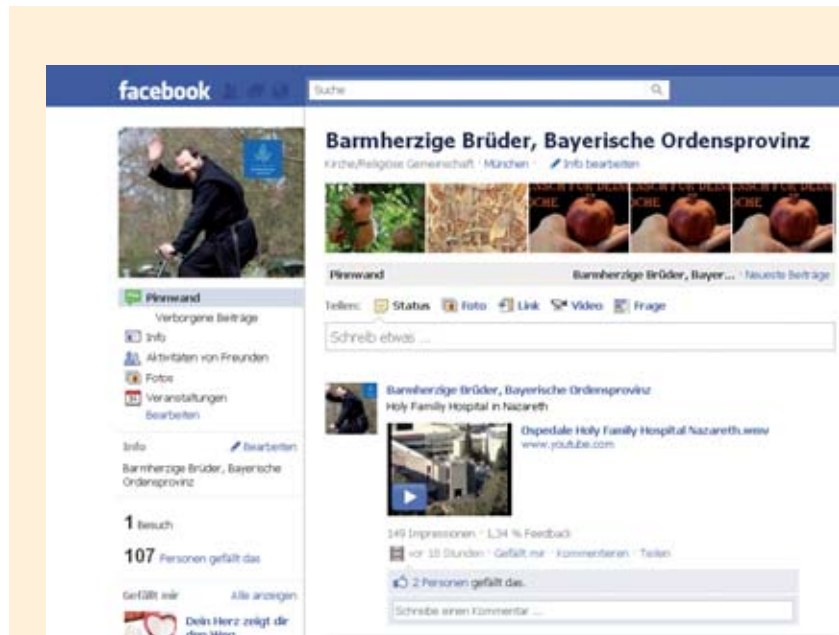 facebook
Suche
Barmherzige Brüder, Bayerische Ordensprovinz
Kirche/Religiöse Gemeinschaft · München · Info bearbeiten
Pinnwand
Barmherzige Brüder, Bayer... · Neueste Beiträge
Teilen: Status Foto Link Video Frage
Schreib etwas ...
Pinnwand
Verborgene Beiträge
Info
Aktivitäten von Freunden
Fotos
Veranstaltungen
Bearbeiten
Info Bearbeiten
Barmherzige Brüder, Bayerische
Ordensprovinz
1 Besuch
107 Personen gefällt das
Gefällt mir Alle anzeigen
Dein Herz zeigt dir
den Weg
Barmherzige Brüder, Bayerische Ordensprovinz
Holy Family Hospital in Nazareth
Ospedale Holy Family Hospital Nazareth.wmv
www.youtube.com
149 Impressionen · 1,34 % Feedback
vor 18 Stunden · Gefällt mir · Kommentieren · Teilen
2 Personen gefällt das.
Schreibe einen Kommentar ...